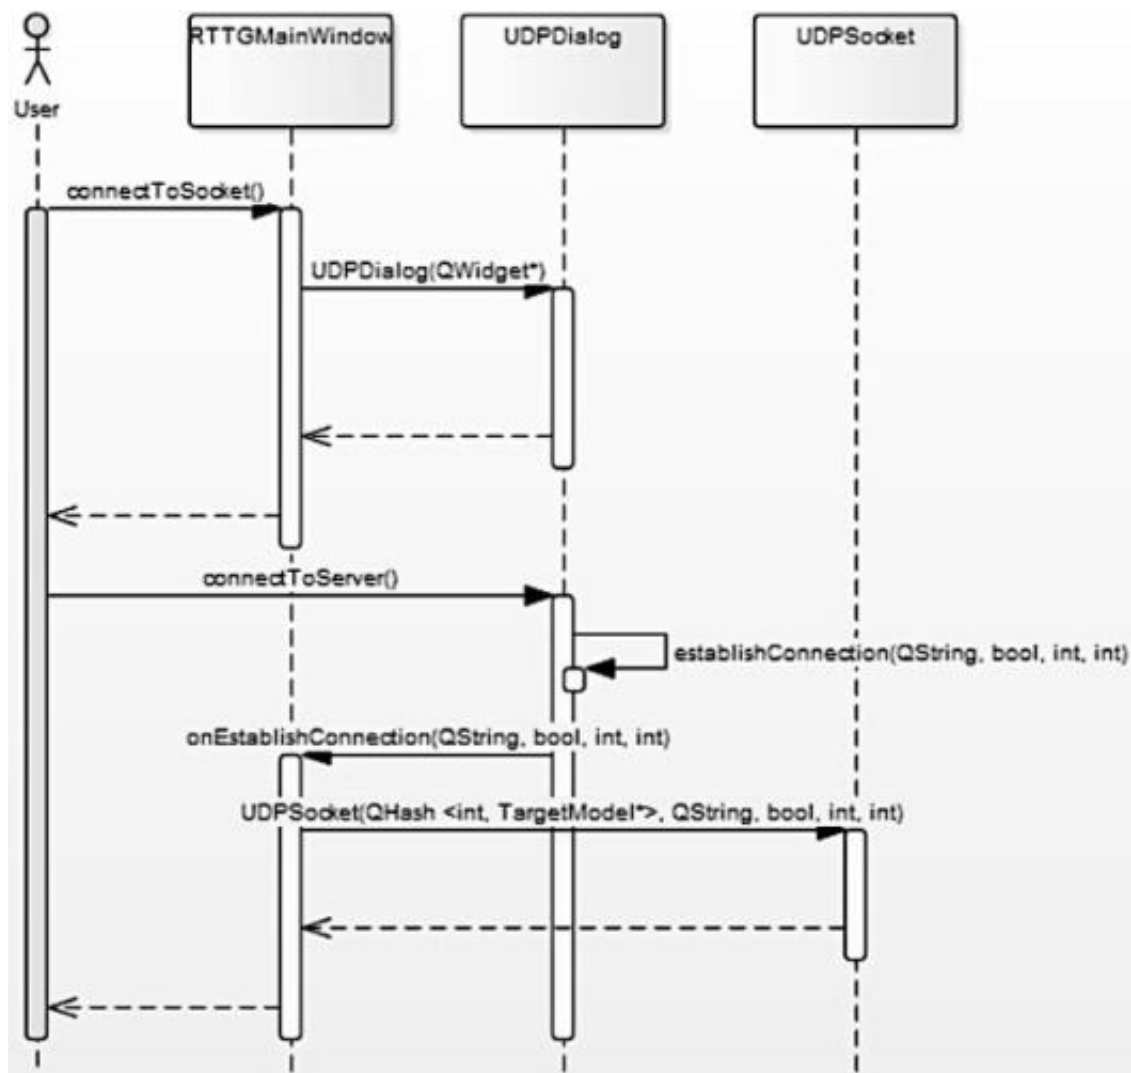 RTTGMainWindow
UDPDialog
UDPSocket
User
connectToSocket()
UDPDialog(QWidget*)
connectToServer()
establishConnection(QString, bool, int, int)
onEstablishConnection(QString, bool, int, int)
UDPSocket(QHash <int, TargetModel*>, QString, bool, int, int)